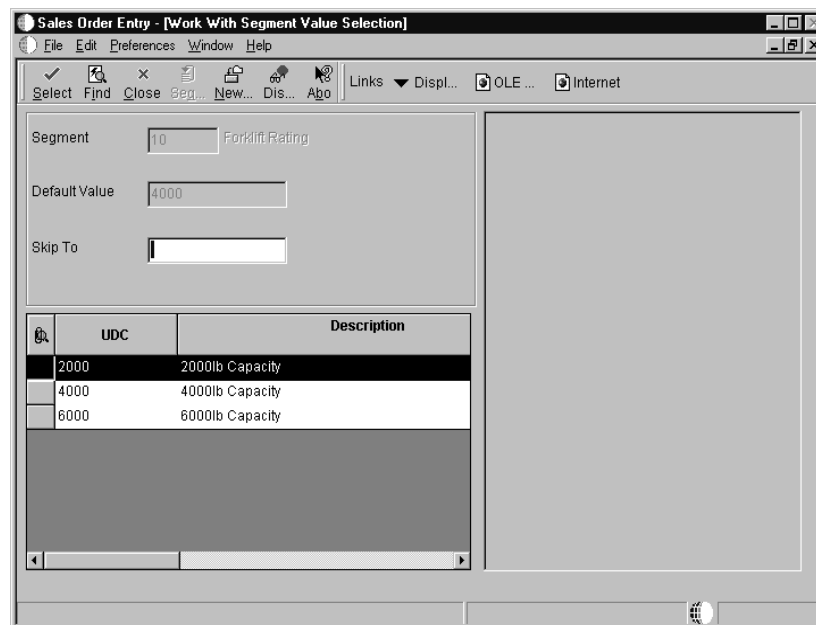 Sales Order Entry - [Work With Segment Value Selection]
File Edit Preferences Window Help
Select Find Close Seq... New... Dis... Abo Links Displ... OLE ... Internet
Segment 10 Forklift Rating
Default Value 4000
Skip To
UDC Description
2000 2000lb Capacity
4000 4000lb Capacity
6000 6000lb Capacity